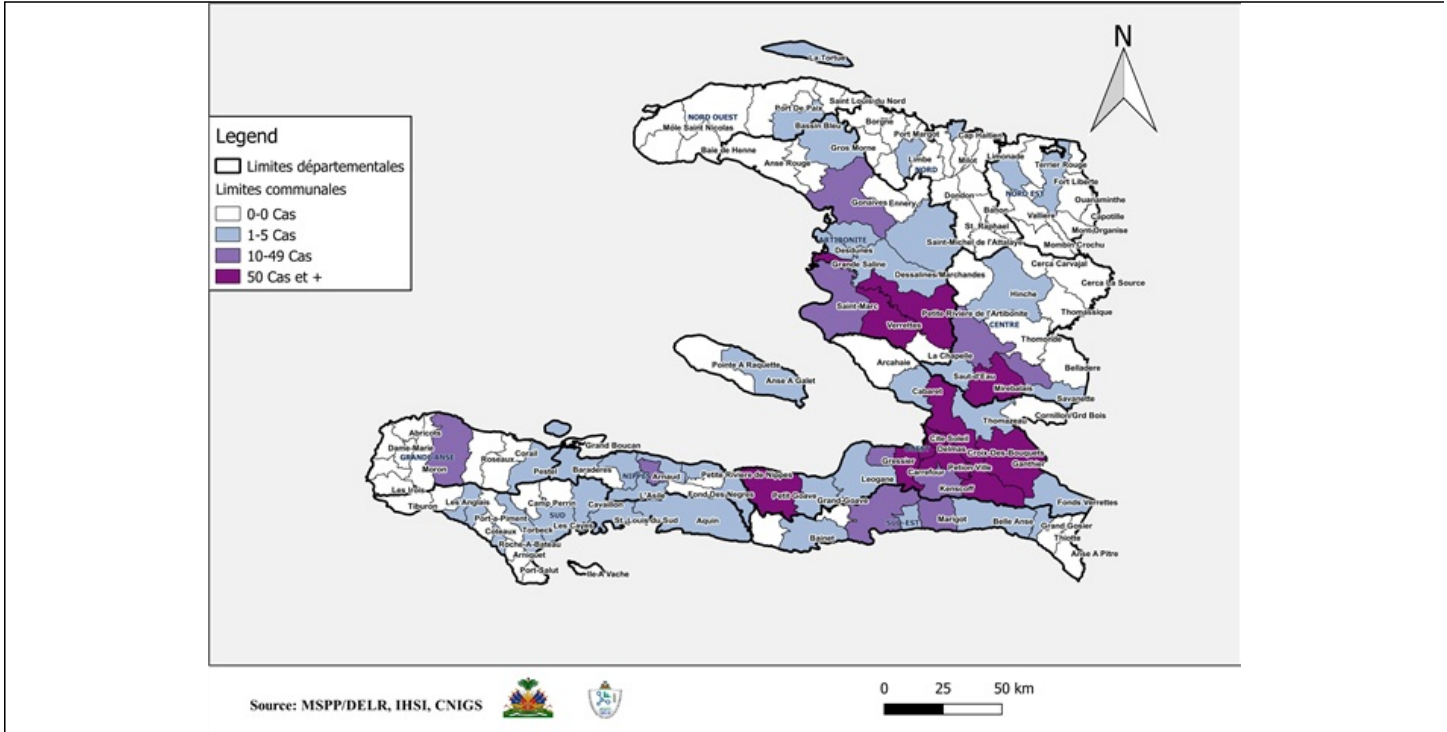 N
La Tortue
Saint Louis du Nord
Port De Paix
NORD OUEST
Môle Saint Nicolas
Bassin Bleu
Borgne
Port Margot
Cap Haïtien
Baie de Henne
Gros Morne
Anse Rouge
Limbe
NORD
Milot
Limonade
Terrier Rouge
Fort Liberte
NORD EST
Ouanaminthe
Gonaives
Ennery
Dondon
Bahon
Valliere
Capotille
St. Raphael
Mont-Organise
Mombin Crochu
ARTIBONITE
Desdunes
Saint-Michel de l'Attalaye
Grande Saline
Dessalines/Marchandes
Cerca Carvajal
Cerca La Source
Hinche
Thomassique
Saint-Marc
Petite Riviere de l'Artibonite
Verrettes
CENTRE
Thomonde
La Chapelle
Arcahaie
Belladere
Saut-d'Eau
Mirebalais
Savanette
Cabaret
Pointe A Raquette
Anse A Galet
Thomazeau
Cornillon/Grd Bois
Cite Soleil
Delmas
Croix-Des-Bouquets
Ganthier
Gressier
Carrefour
Petion-Ville
Kenscoff
Leogane
Grand Goave
Petit Goave
Fonds Verrettes
Abricots
Dame-Marie
GRANDE ANSE
Moron
Les Irois
Roseaux
Corail
Pestel
Grand Boucan
Baradères
NIPPES
Arnaud
Petite Riviere de Nippes
L'Asile
Fond Des Negres
Tiburon
Les Anglais
Camp Perrin
Cavaillon
Port-a-Piment
SUD
Coteaux
Torbeck
Les Cayes
St. Louis du Sud
Aquin
Roche-A-Bateau
Arniquet
Port-Salut
Ile-A Vache
Bainet
SUD-EST
Marigot
Belle Anse
Grand Gosier
Thiotte
Anse A Pitre
Legend
Limites départementales
Limites communales
0-0 Cas
1-5 Cas
10-49 Cas
50 Cas et +
Source: MSPP/DELR, IHSI, CNIGS
0 25 50 km